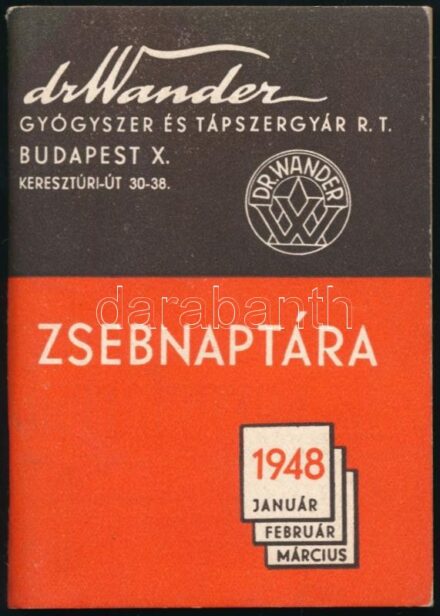 dr Wander
GYÓGYSZER ÉS TÁPSZERGYÁR R. T.
BUDAPEST X.
KERESZTÚRI-ÚT 30-38.
DR. WANDER
W
darabanth
ZSEBNAPTÁRA
1948
JANUÁR
FEBRUÁR
MÁRCIUS